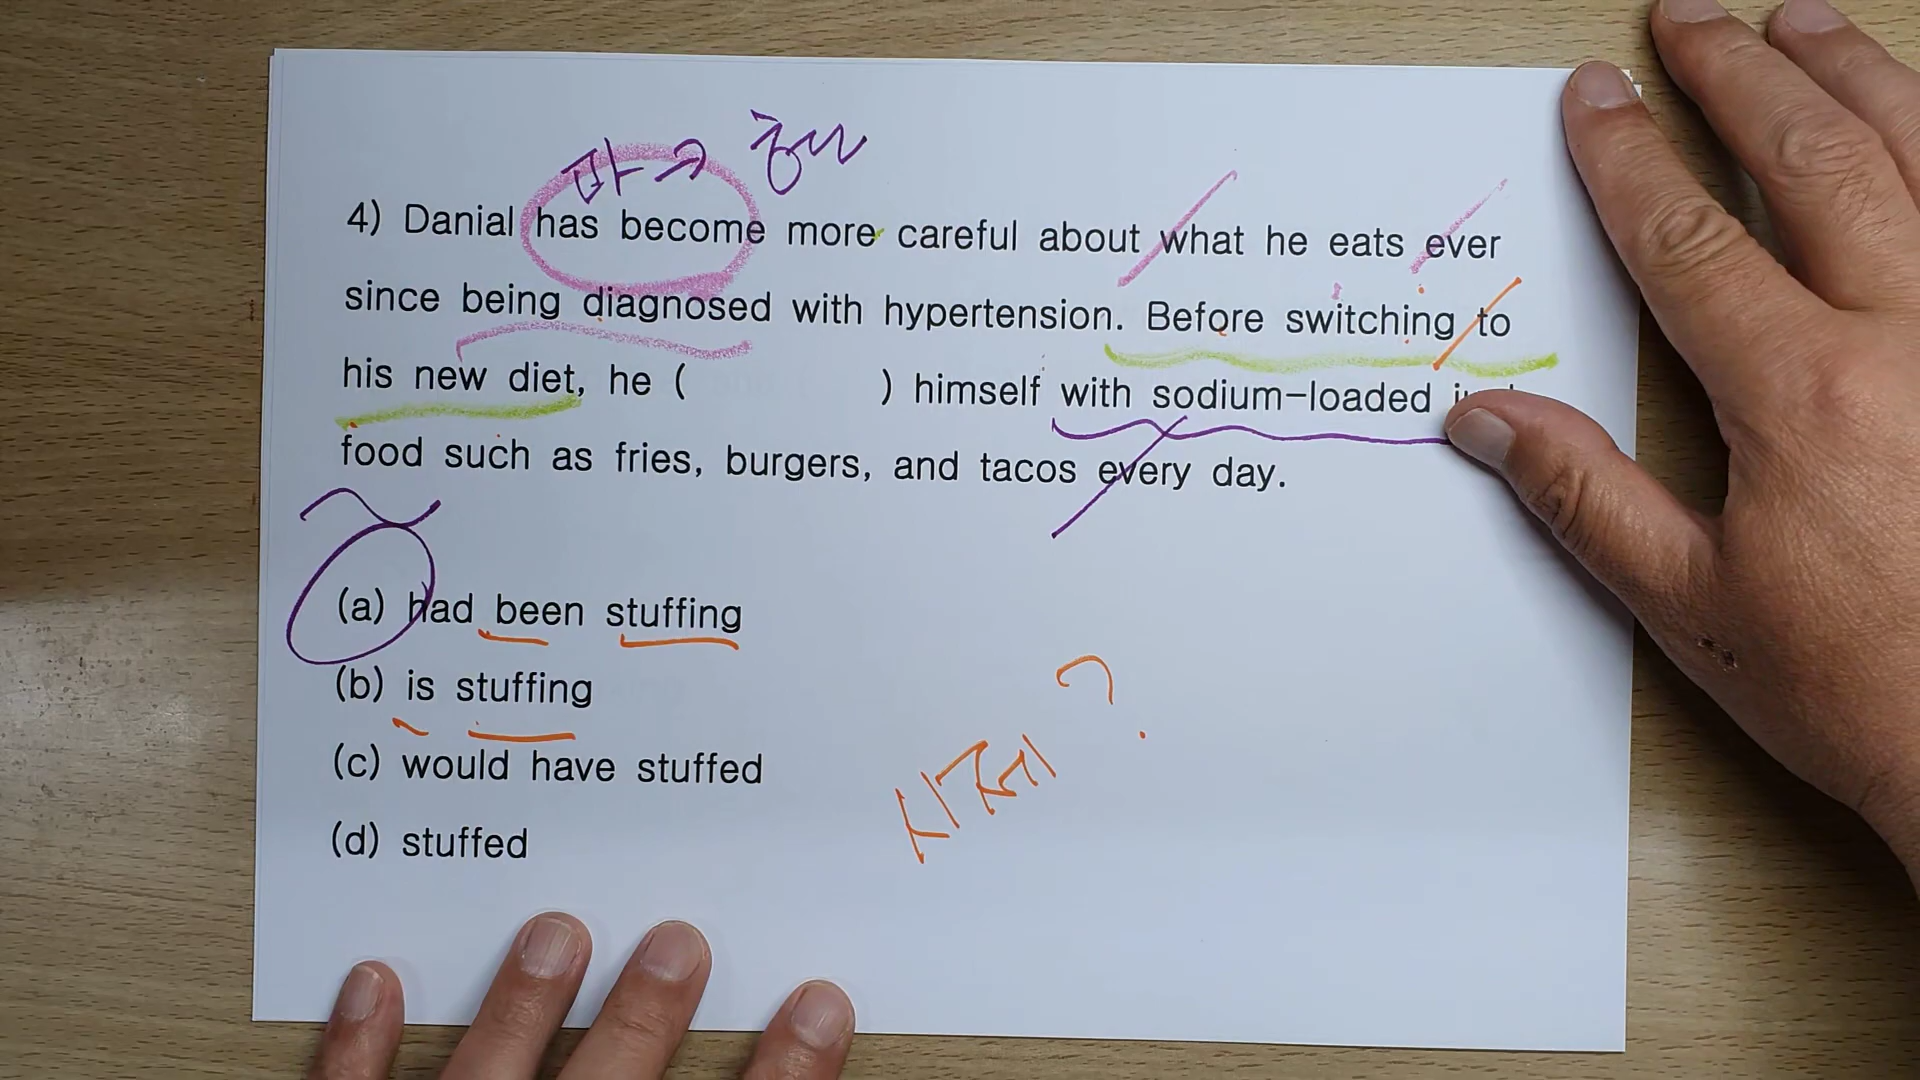 과 → 현
4) Danial has become more careful about what he eats ever
since being diagnosed with hypertension. Before switching to
his new diet, he ( ) himself with sodium-loaded
food such as fries, burgers, and tacos every day.
(a) had been stuffing
(b) is stuffing
(c) would have stuffed
(d) stuffed
시제?